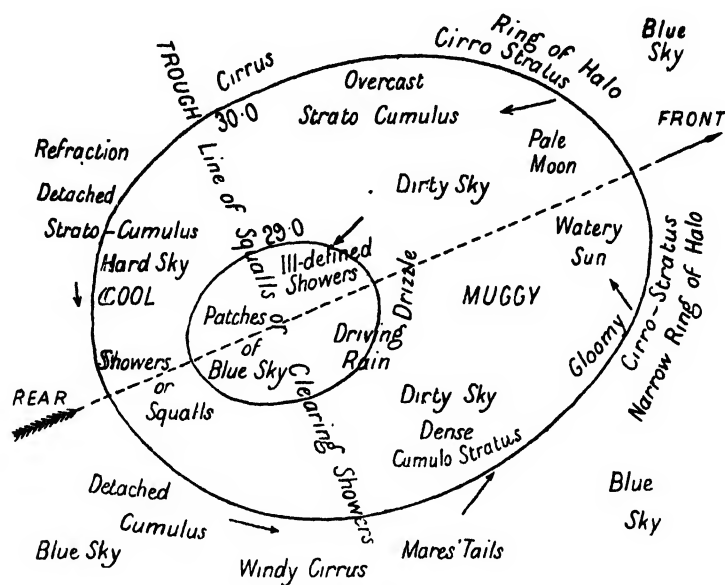 Ring of Halo
Cirro Stratus
Blue
Sky
TROUGH
Cirrus
30·0
Overcast
Strato Cumulus
FRONT
Pale
Moon
Refraction
Detached
Strato-Cumulus
Hard Sky
COOL
Line of Squalls or Clearing Showers
Dirty Sky
29·0
Ill-defined
Showers
Watery
Sun
Drizzle
MUGGY
Patches
of
Blue Sky
Driving
Rain
Gloomy
Cirro-Stratus
Narrow Ring of Halo
Showers
or
Squalls
REAR
Dirty Sky
Dense
Cumulo Stratus
Detached
Cumulus
Blue Sky
Windy Cirrus
Mares' Tails
Blue
Sky